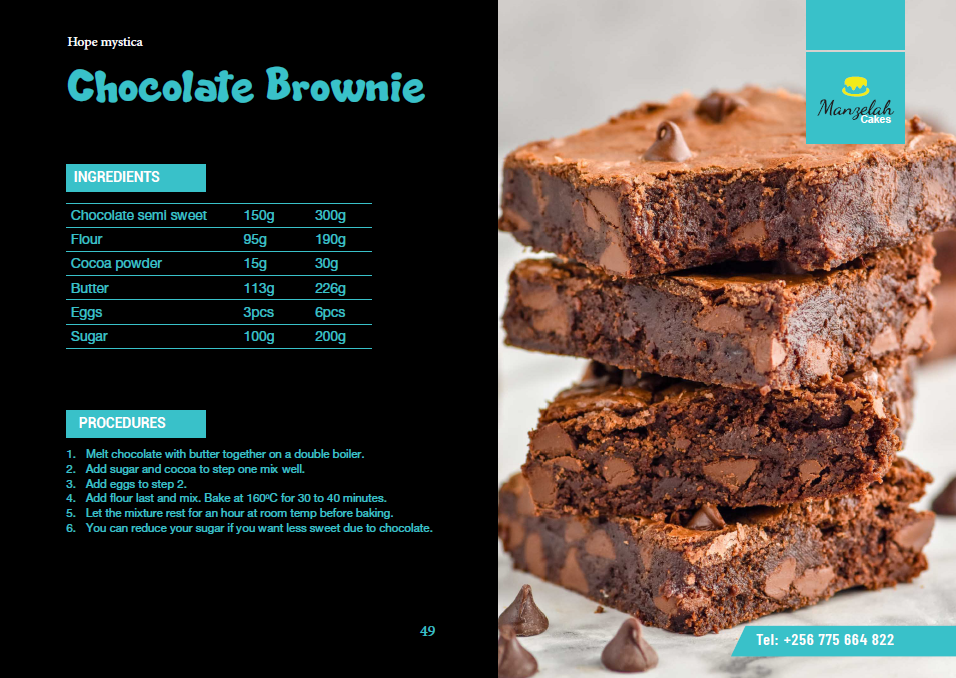 Hope mystica
Chocolate Brownie
INGREDIENTS
Chocolate semi sweet 150g 300g
Flour 95g 190g
Cocoa powder 15g 30g
Butter 113g 226g
Eggs 3pcs 6pcs
Sugar 100g 200g
PROCEDURES
1. Melt chocolate with butter together on a double boiler.
2. Add sugar and cocoa to step one mix well.
3. Add eggs to step 2.
4. Add flour last and mix. Bake at 160⁰C for 30 to 40 minutes.
5. Let the mixture rest for an hour at room temp before baking.
6. You can reduce your sugar if you want less sweet due to chocolate.
49
Manzelah
Cakes
Tel: +256 775 664 822